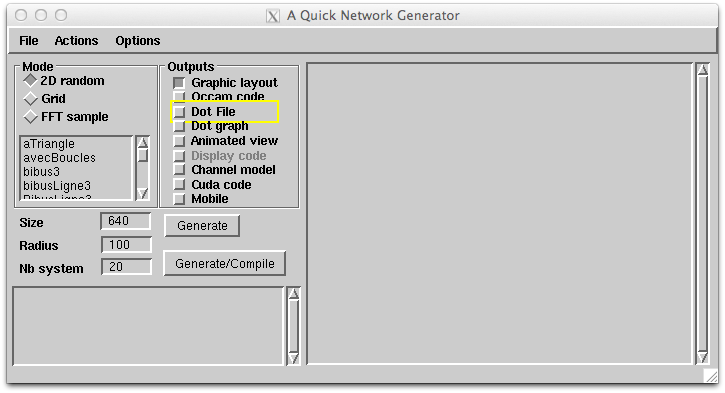 A Quick Network Generator
File Actions Options
Mode
2D random
Grid
FFT sample
aTriangle
avecBoucles
bibus3
bibusLigne3
BibusLigne3
Outputs
Graphic layout
Occam code
Dot File
Dot graph
Animated view
Display code
Channel model
Cuda code
Mobile
Size 640
Radius 100
Nb system 20
Generate
Generate/Compile